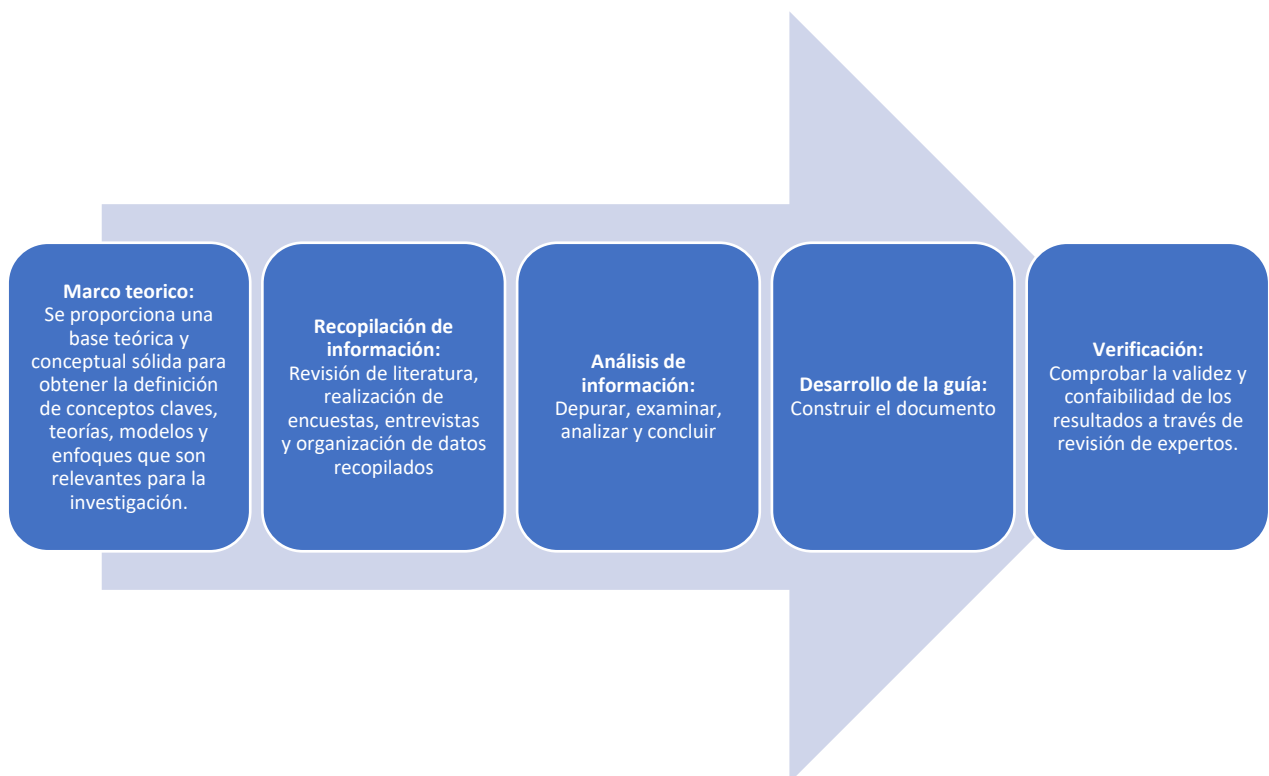 Marco teorico:
Se proporciona una
base teórica y
conceptual sólida para
obtener la definición
de conceptos claves,
teorías, modelos y
enfoques que son
relevantes para la
investigación.
Recopilación de
información:
Revisión de literatura,
realización de
encuestas, entrevistas
y organización de datos
recopilados
Análisis de
información:
Depurar, examinar,
analizar y concluir
Desarrollo de la guía:
Construir el documento
Verificación:
Comprobar la validez y
confaibilidad de los
resultados a través de
revisión de expertos.